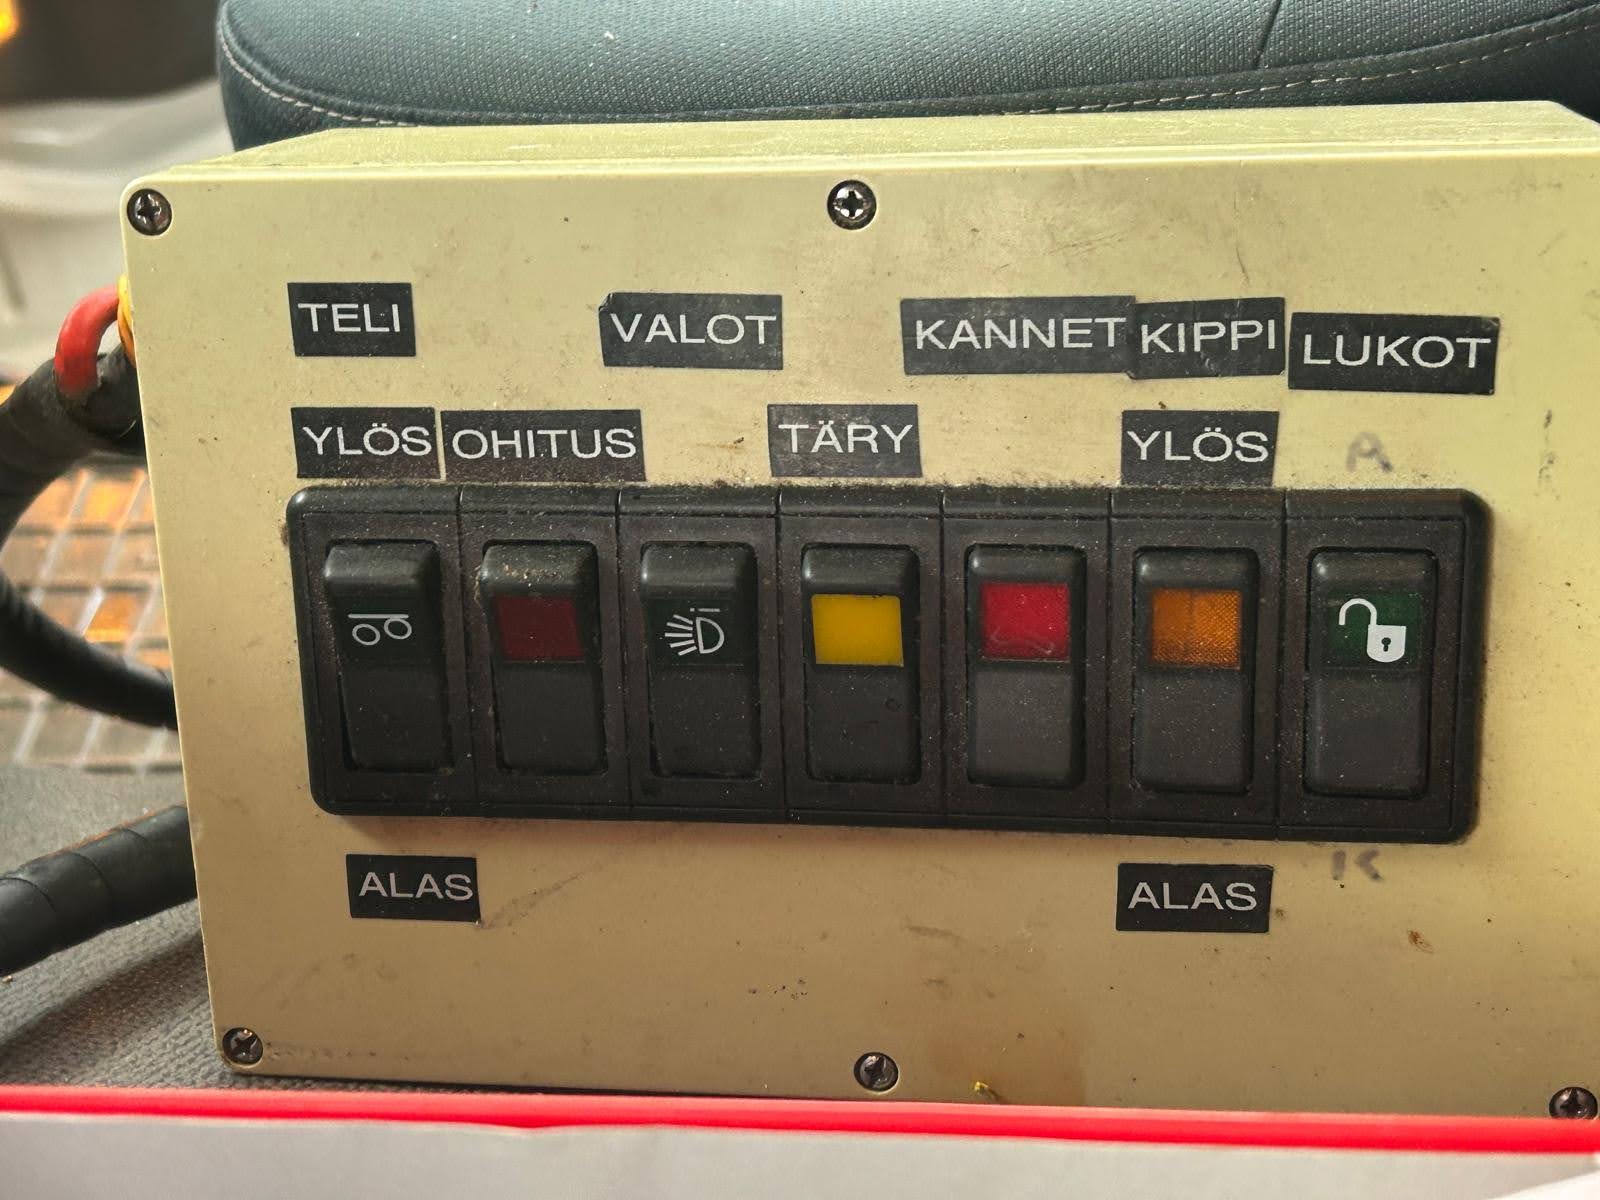 TELI VALOT KANNET KIPPI LUKOT
YLÖS OHITUS TÄRY YLÖS
ALAS ALAS